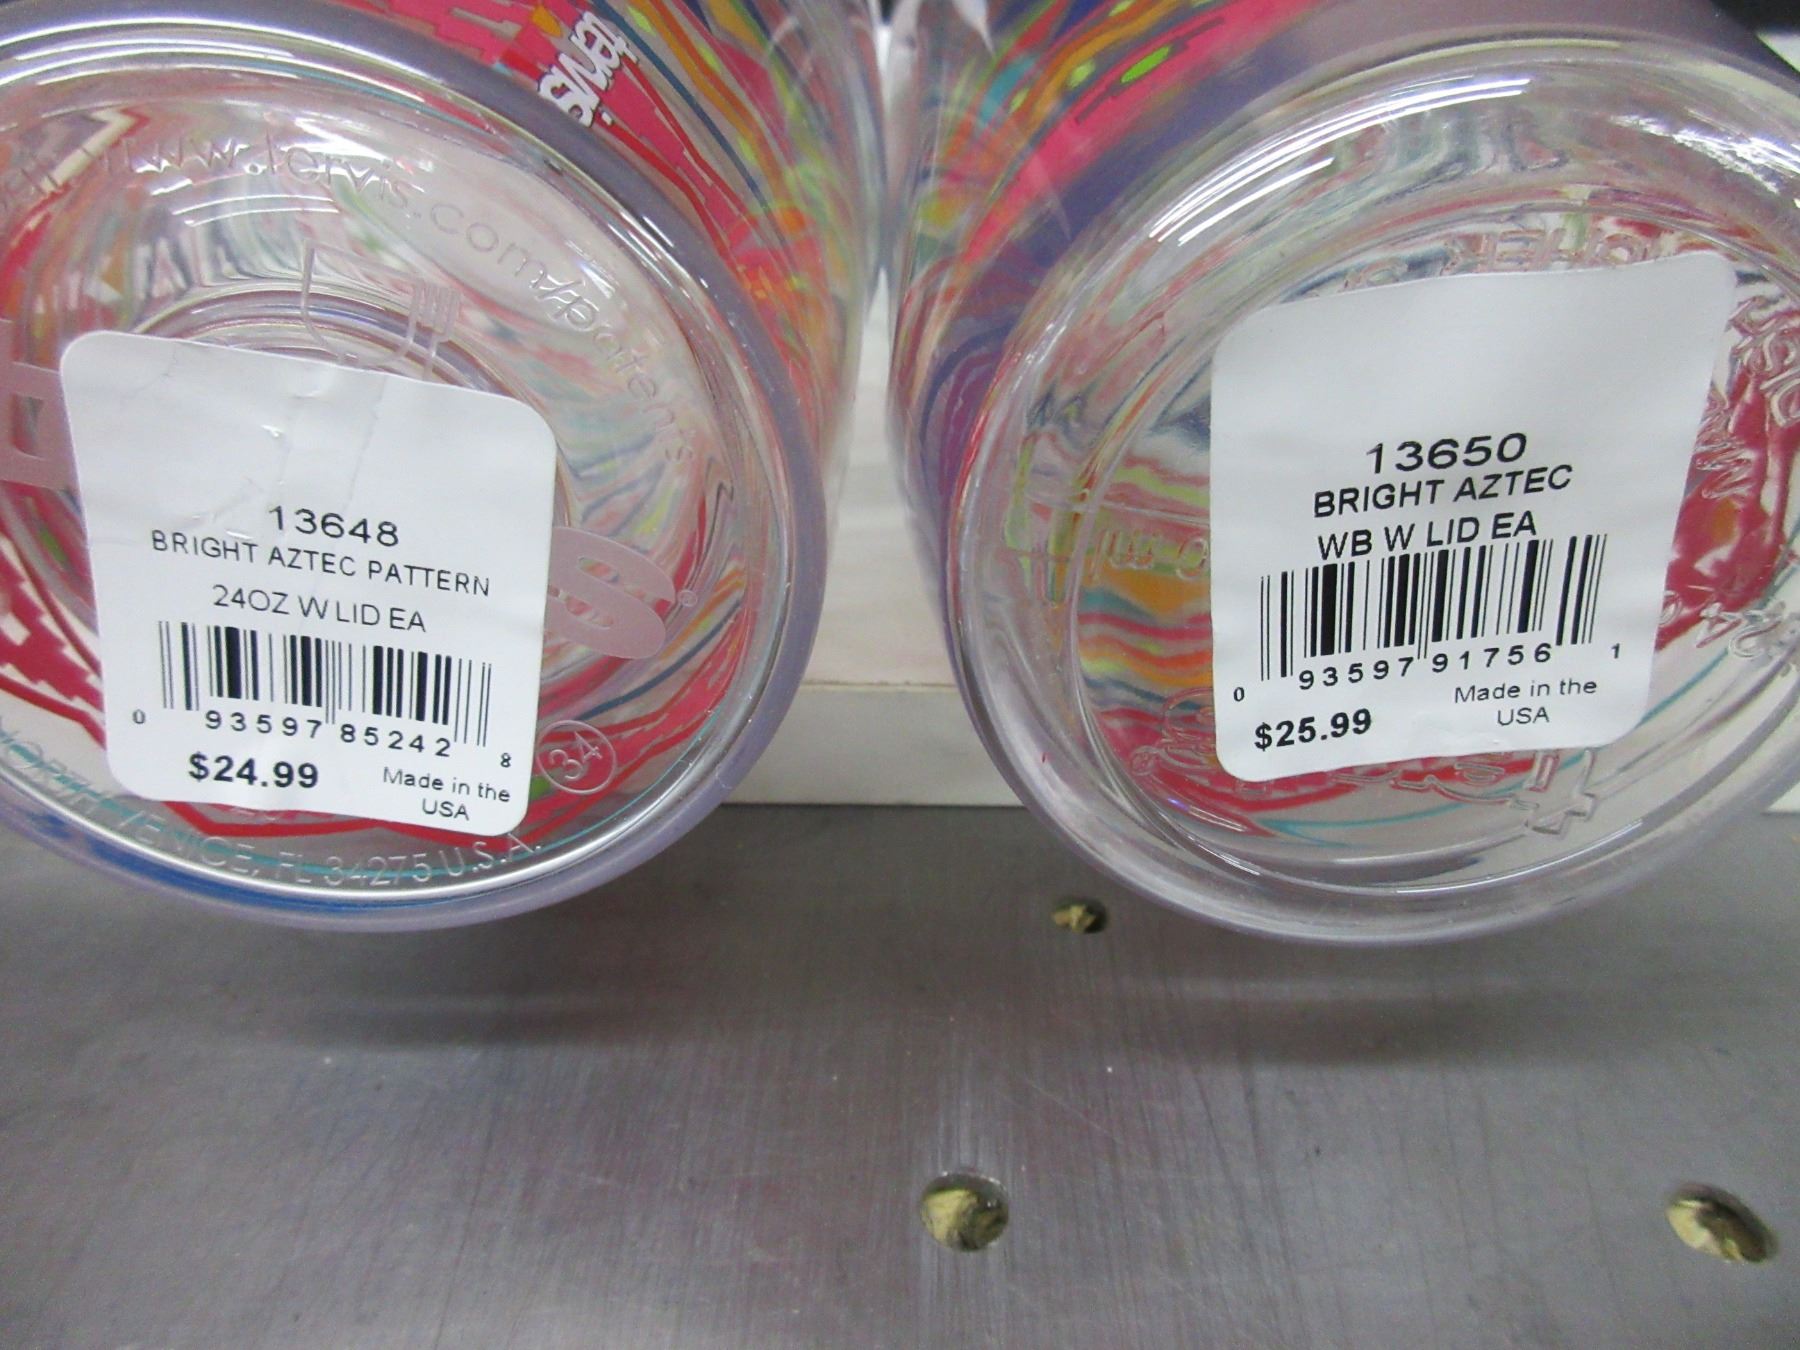 tervis
www.tervis.com/patents
13648
BRIGHT AZTEC PATTERN
24OZ W LID EA
0 93597 85242 8
$24.99
Made in the
USA
S®
34
NORTH VENICE, FL 34275 U.S.A.
13650
BRIGHT AZTEC
WB W LID EA
0 93597 91756 1
$25.99
Made in the
USA